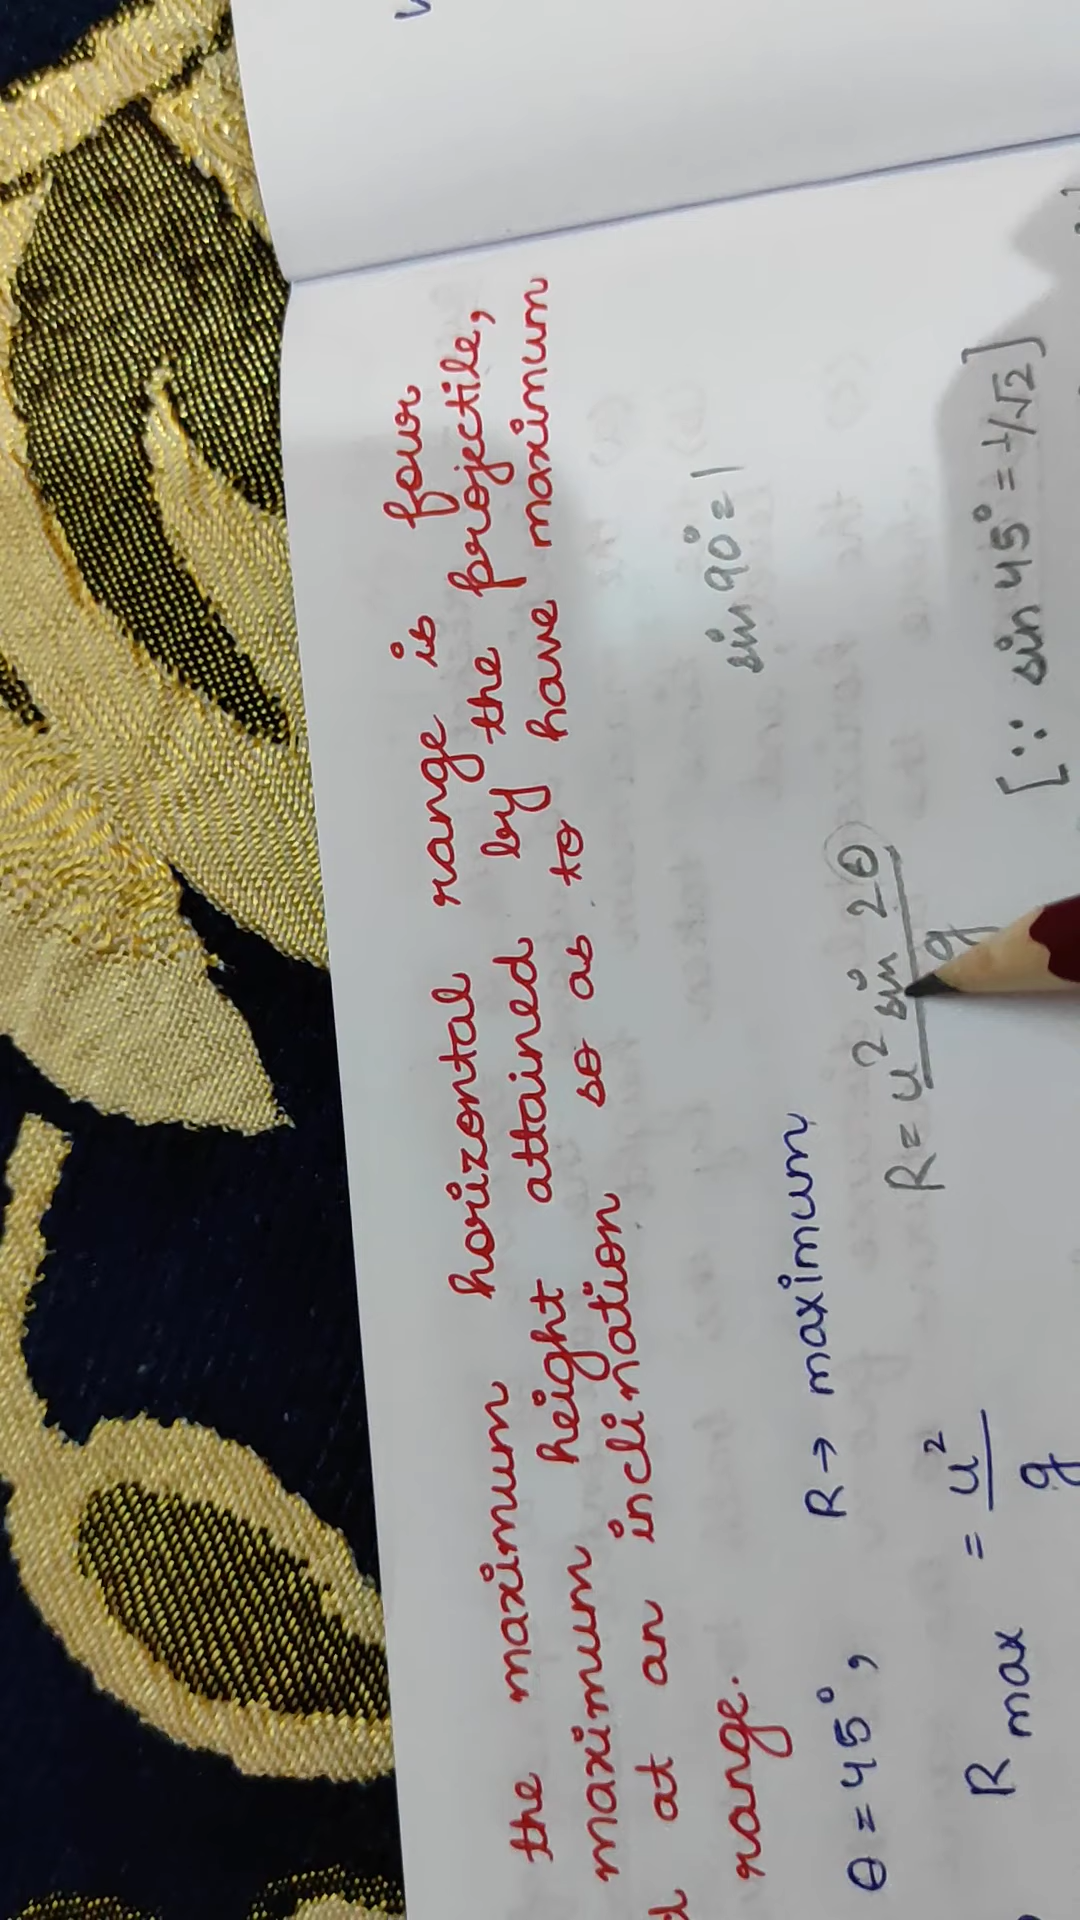 the maximum horizontal range is four
maximum height attained by the projectile,
at an inclination so as to have maximum
range.
sin 90° = 1
θ = 45°, R → maximum
R = u² sin 2θ
g
R max = u²
g
[∵ sin 45° = 1/√2]